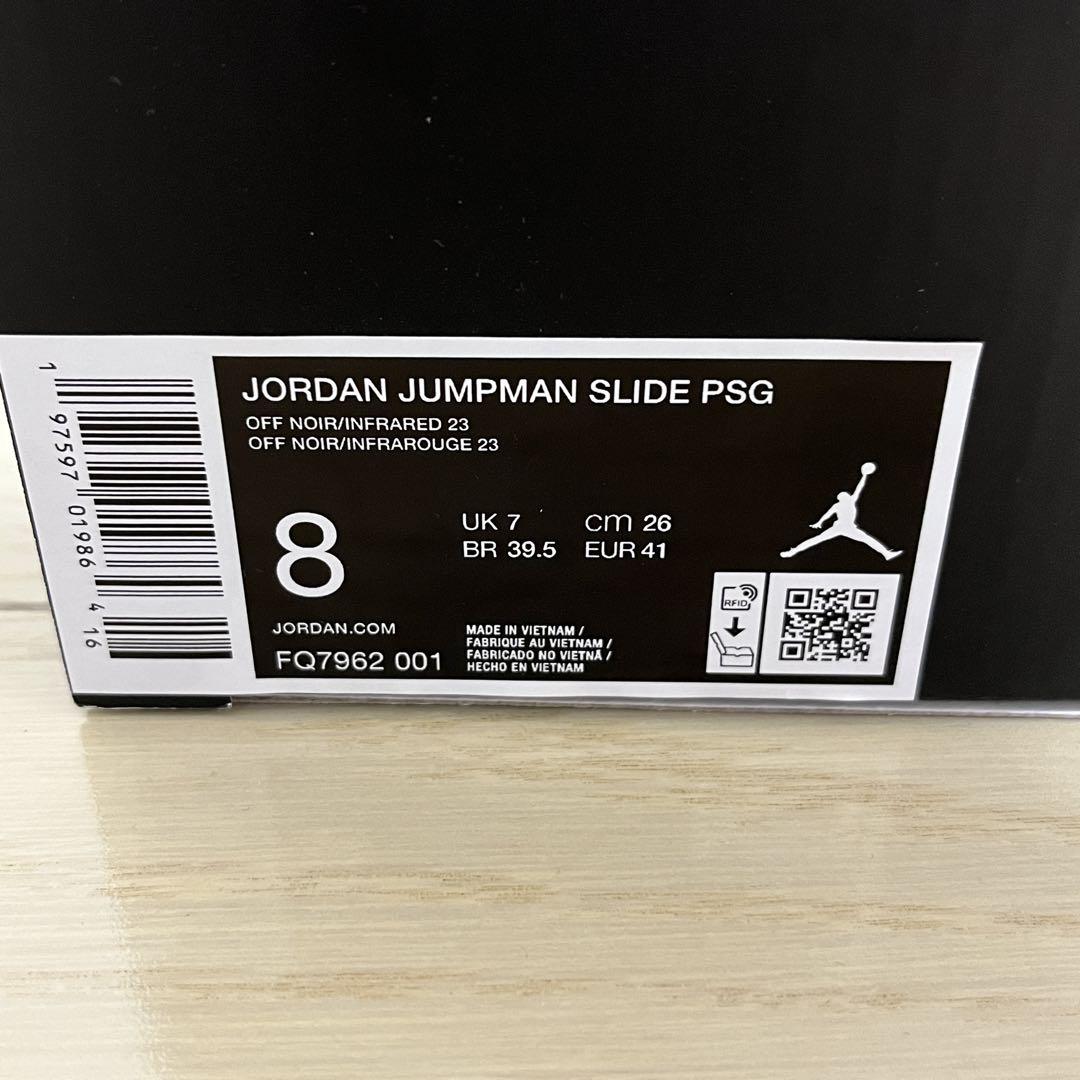 JORDAN JUMPMAN SLIDE PSG
OFF NOIR/INFRARED 23
OFF NOIR/INFRAROUGE 23
8
UK 7 cm 26
BR 39.5 EUR 41
JORDAN.COM
FQ7962 001
MADE IN VIETNAM /
FABRIQUE AU VIETNAM /
FABRICADO NO VIETNÃ /
HECHO EN VIETNAM
RFID
1 97597 01986 4 16